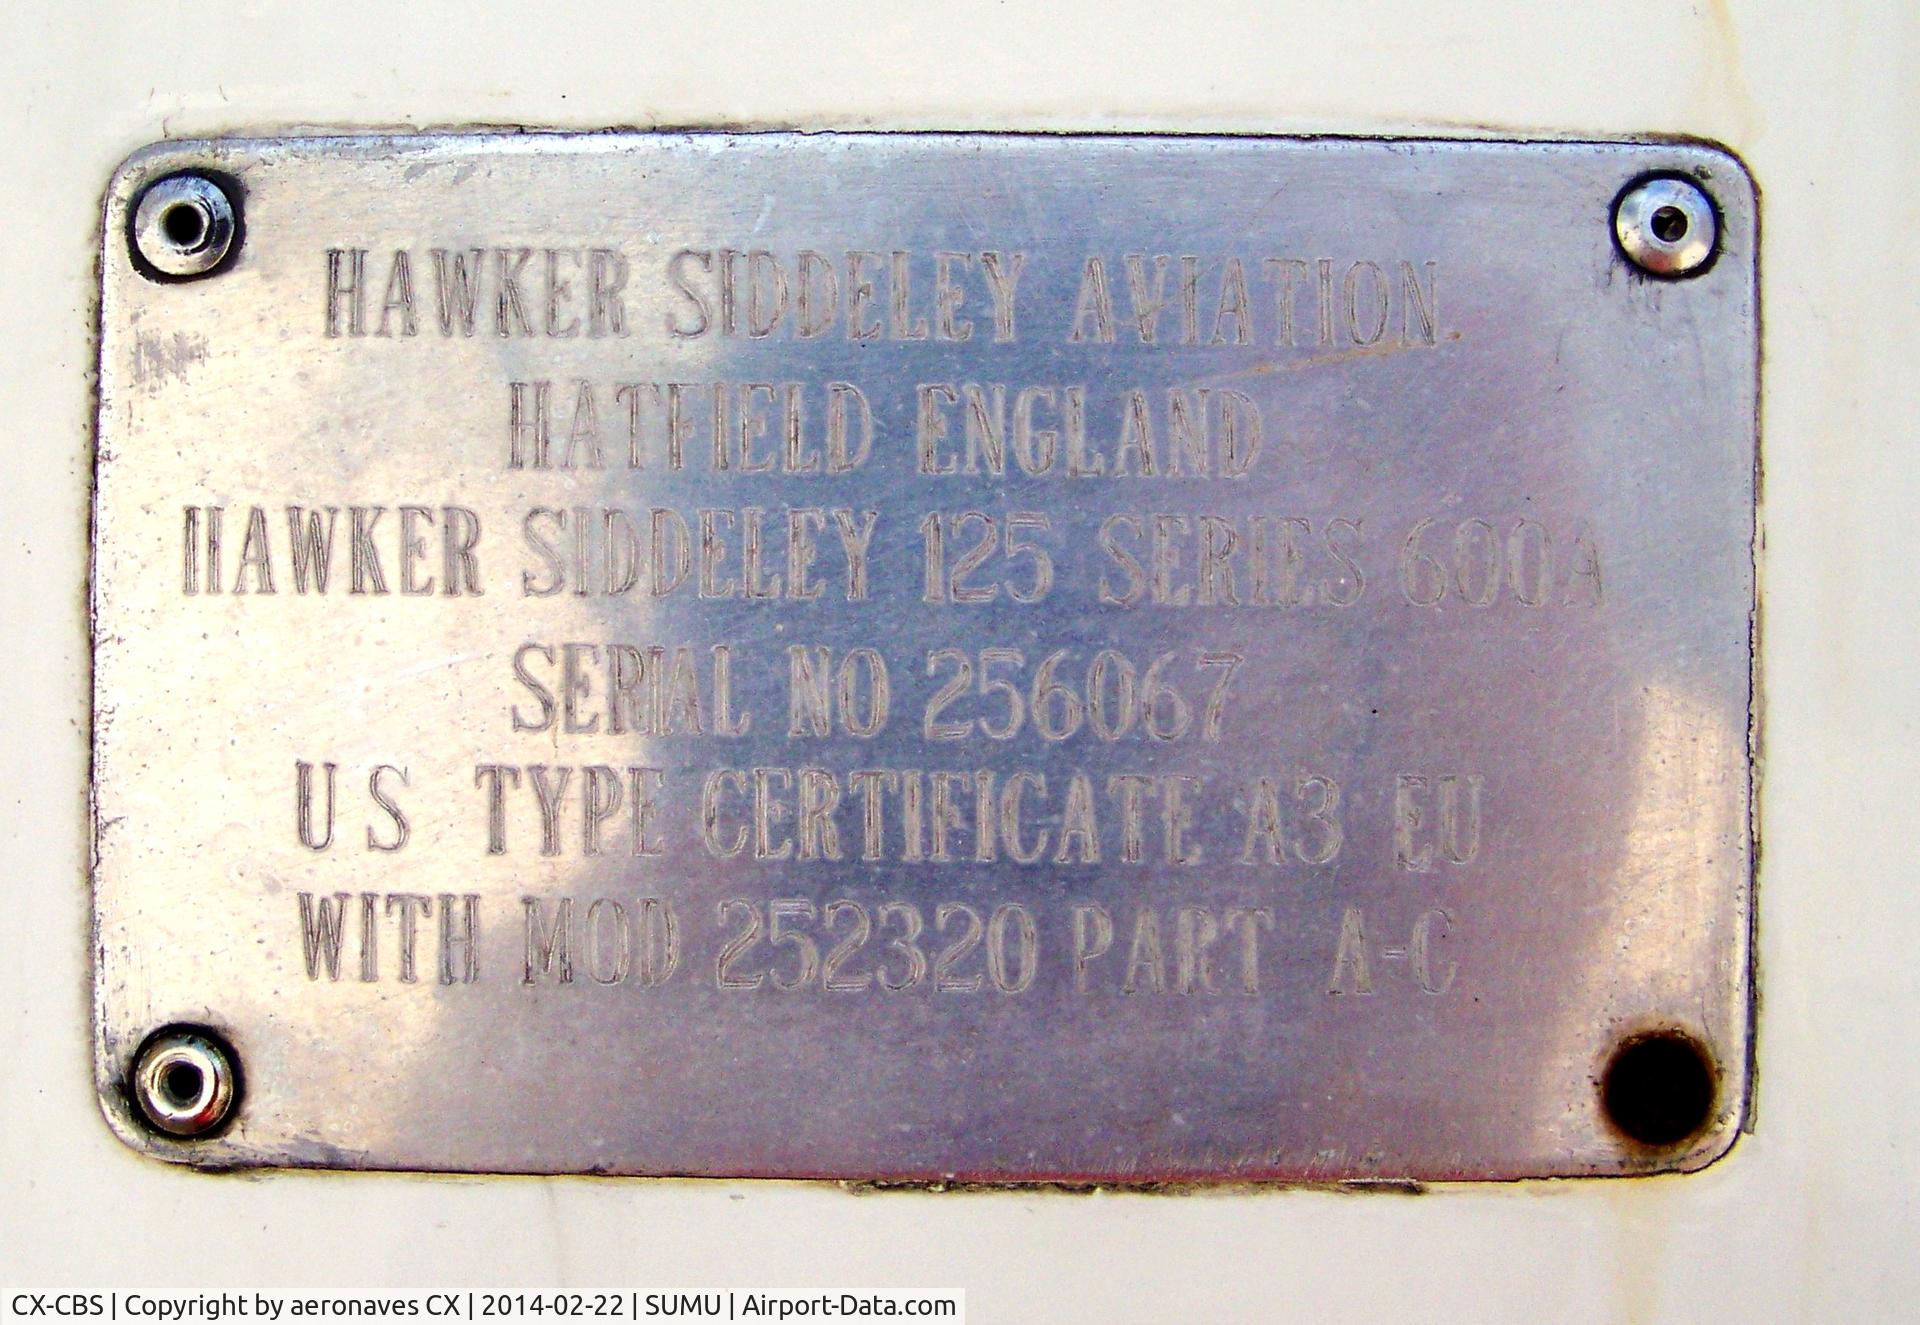 HAWKER SIDDELEY AVIATION
HATFIELD ENGLAND
HAWKER SIDDELEY 125 SERIES 600A
SERIAL NO 256067
U S TYPE CERTIFICATE A3 EU
WITH MOD 252320 PART A-C
CX-CBS | Copyright by aeronaves CX | 2014-02-22 | SUMU | Airport-Data.com